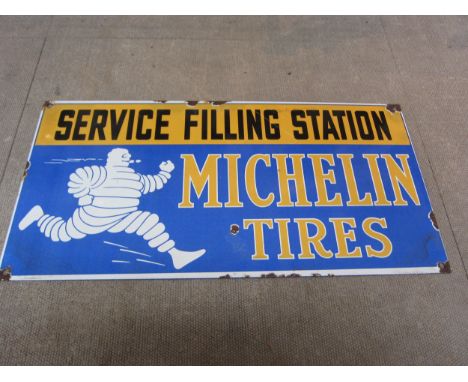 SERVICE FILLING STATION
MICHELIN
TIRES